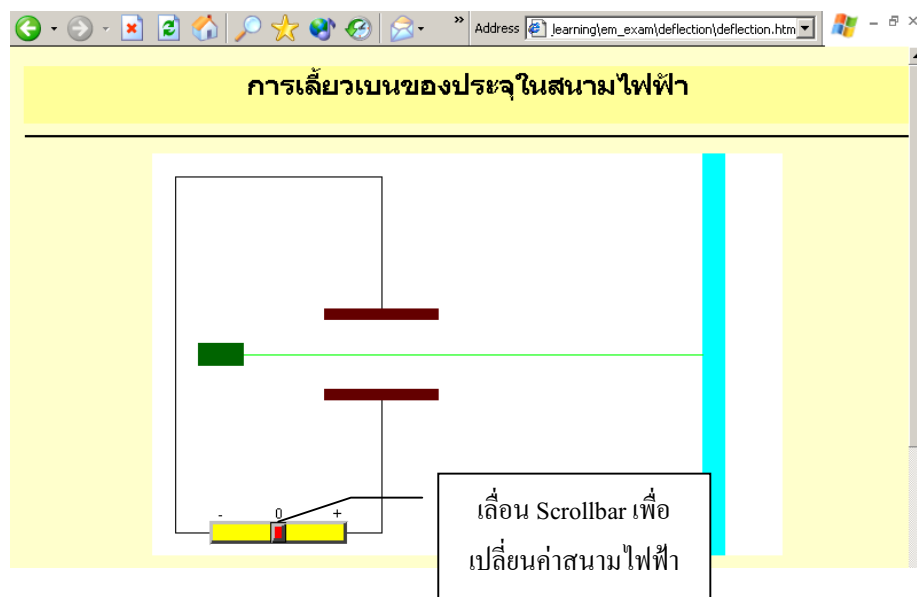 Address learning\em_exam\deflection\deflection.htm
การเลี้ยวเบนของประจุในสนามไฟฟ้า
- 0 +
เลื่อน Scrollbar เพื่อ
เปลี่ยนค่าสนามไฟฟ้า